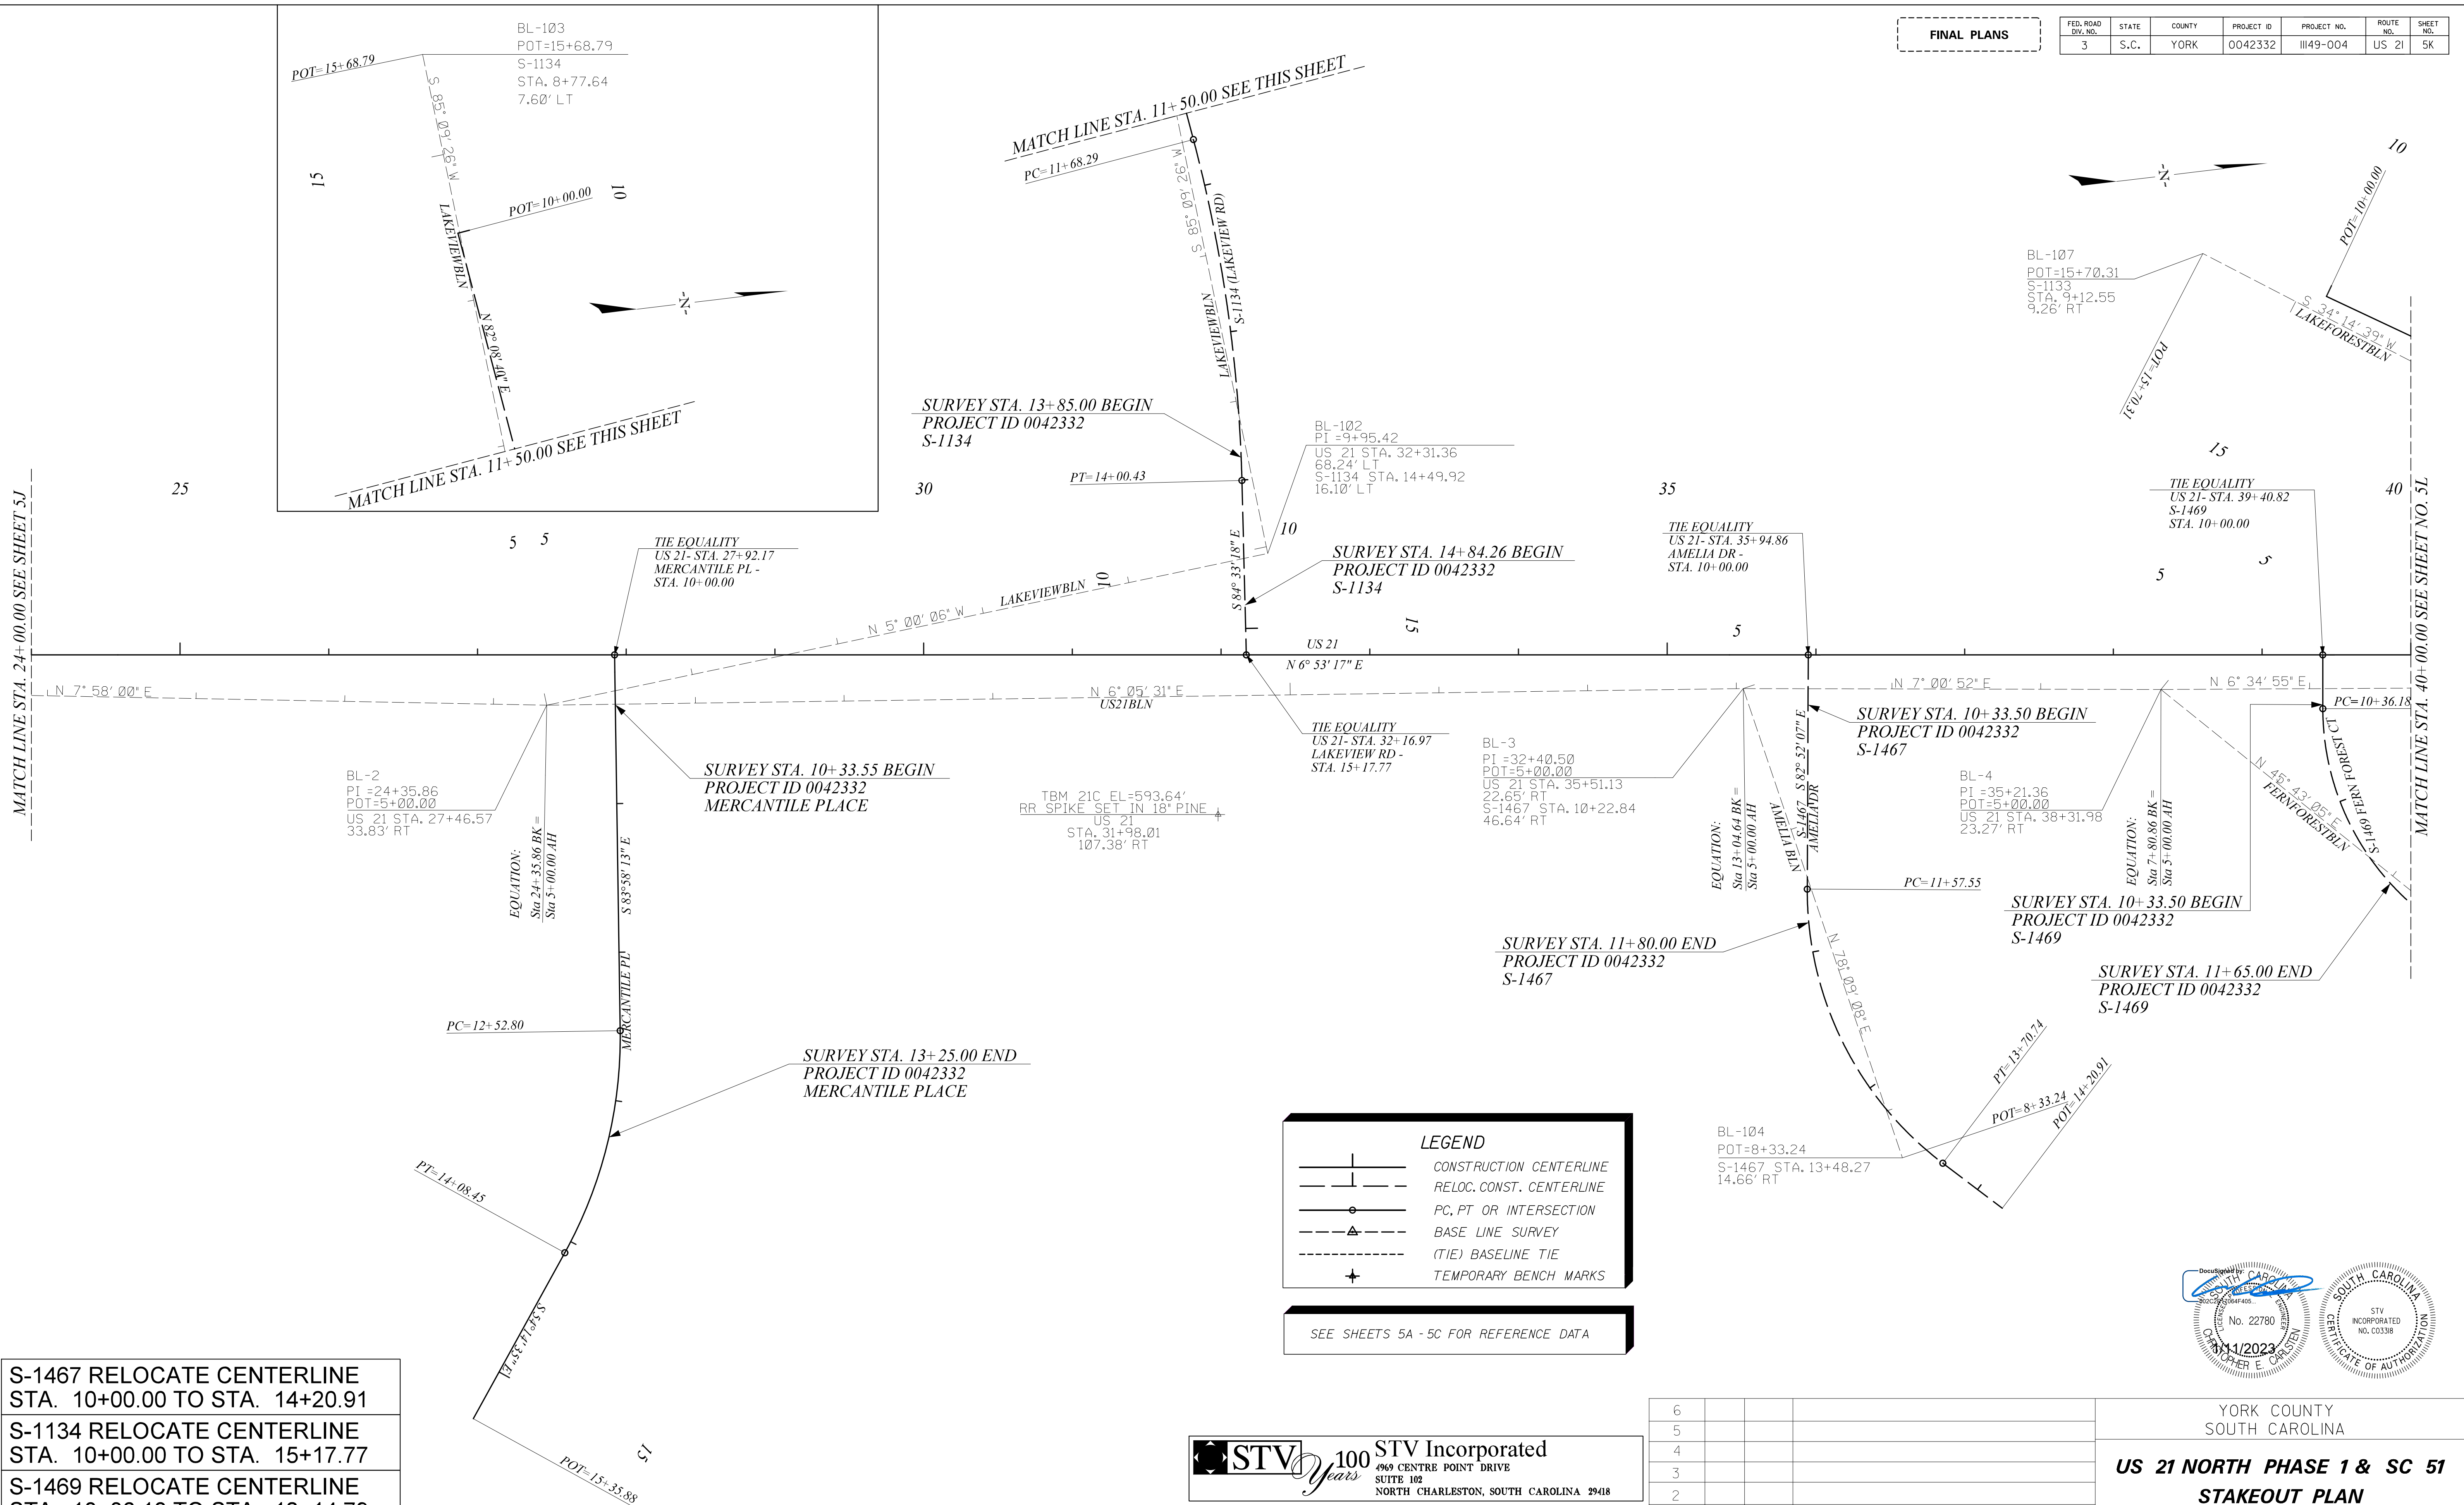 FINAL PLANS
FED. ROAD DIV. NO.
STATE
COUNTY
PROJECT ID
PROJECT NO.
ROUTE NO.
SHEET NO.
3
S.C.
YORK
0042332
III49-004
US 21
5K
BL-103
POT=15+68.79
S-1134
STA. 8+77.64
7.60' LT
POT=15+68.79
S 85° 09' 26" W
15
10
POT=10+00.00
LAKEVIEWBLN
N 82° 08' 40" E
-N-
MATCH LINE STA. 11+50.00 SEE THIS SHEET
MATCH LINE STA. 11+50.00 SEE THIS SHEET
PC=11+68.29
S 85° 09' 26" W
S-1134 (LAKEVIEW RD)
LAKEVIEWBLN
SURVEY STA. 13+85.00 BEGIN
PROJECT ID 0042332
S-1134
PT=14+00.43
BL-102
PI =9+95.42
US 21 STA. 32+31.36
68.24' LT
S-1134 STA. 14+49.92
16.10' LT
10
S 84° 33' 18" E
SURVEY STA. 14+84.26 BEGIN
PROJECT ID 0042332
S-1134
-N-
10
POT=10+00.00
BL-107
POT=15+70.31
S-1133
STA. 9+12.55
9.26' RT
S 34° 14' 39" W
LAKEFORESTBLN
POT=15+70.31
15
MATCH LINE STA. 24+00.00 SEE SHEET 5J
25
5
5
30
35
40
TIE EQUALITY
US 21- STA. 27+92.17
MERCANTILE PL -
STA. 10+00.00
N 5° 00' 06" W
LAKEVIEWBLN
10
15
5
5
5
TIE EQUALITY
US 21- STA. 35+94.86
AMELIA DR -
STA. 10+00.00
TIE EQUALITY
US 21- STA. 39+40.82
S-1469
STA. 10+00.00
MATCH LINE STA. 40+00.00 SEE SHEET NO. 5L
US 21
N 6° 53' 17" E
N 7° 58' 00" E
N 6° 05' 31" E
US21BLN
N 7° 00' 52" E
N 6° 34' 55" E
PC=10+36.18
BL-2
PI =24+35.86
POT=5+00.00
US 21 STA. 27+46.57
33.83' RT
EQUATION:
Sta 24+35.86 BK =
Sta 5+00.00 AH
SURVEY STA. 10+33.55 BEGIN
PROJECT ID 0042332
MERCANTILE PLACE
S 83°58' 13" E
MERCANTILE PL
TBM 21C EL=593.64'
RR SPIKE SET IN 18" PINE
US 21
STA. 31+98.01
107.38' RT
TIE EQUALITY
US 21- STA. 32+16.97
LAKEVIEW RD -
STA. 15+17.77
BL-3
PI =32+40.50
POT=5+00.00
US 21 STA. 35+51.13
22.65' RT
S-1467 STA. 10+22.84
46.64' RT
EQUATION:
Sta 13+04.64 BK =
Sta 5+00.00 AH
AMELIA BLN
S-1467
S 82° 52' 07" E
AMELIA DR
SURVEY STA. 10+33.50 BEGIN
PROJECT ID 0042332
S-1467
BL-4
PI =35+21.36
POT=5+00.00
US 21 STA. 38+31.98
23.27' RT
EQUATION:
Sta 7+80.86 BK =
Sta 5+00.00 AH
N 45° 43' 05" E
FERNFORESTBLN
S-1469 FERN FOREST CT
PC=11+57.55
SURVEY STA. 10+33.50 BEGIN
PROJECT ID 0042332
S-1469
SURVEY STA. 11+80.00 END
PROJECT ID 0042332
S-1467
SURVEY STA. 11+65.00 END
PROJECT ID 0042332
S-1469
N 78° 09' 08" E
PC=12+52.80
SURVEY STA. 13+25.00 END
PROJECT ID 0042332
MERCANTILE PLACE
PT=13+70.74
POT=8+33.24
POT=14+20.91
BL-104
POT=8+33.24
S-1467 STA. 13+48.27
14.66' RT
PT=14+08.45
S 54°14' 35" E
POT=15+35.88
15
LEGEND
CONSTRUCTION CENTERLINE
RELOC. CONST. CENTERLINE
PC, PT OR INTERSECTION
BASE LINE SURVEY
(TIE) BASELINE TIE
TEMPORARY BENCH MARKS
SEE SHEETS 5A - 5C FOR REFERENCE DATA
DocuSigned by:
SOUTH CAROLINA
LICENSED PROFESSIONAL ENGINEER
No. 22780
1/11/2023
CHRISTOPHER E. CARLSTEN
SOUTH CAROLINA
STV
INCORPORATED
NO. C03318
CERTIFICATE OF AUTHORIZATION
S-1467 RELOCATE CENTERLINE
STA. 10+00.00 TO STA. 14+20.91
S-1134 RELOCATE CENTERLINE
STA. 10+00.00 TO STA. 15+17.77
S-1469 RELOCATE CENTERLINE
STV
100 Years
STV Incorporated
4969 CENTRE POINT DRIVE
SUITE 102
NORTH CHARLESTON, SOUTH CAROLINA 29418
6
5
4
3
2
YORK COUNTY
SOUTH CAROLINA
US 21 NORTH PHASE 1 & SC 51
STAKEOUT PLAN